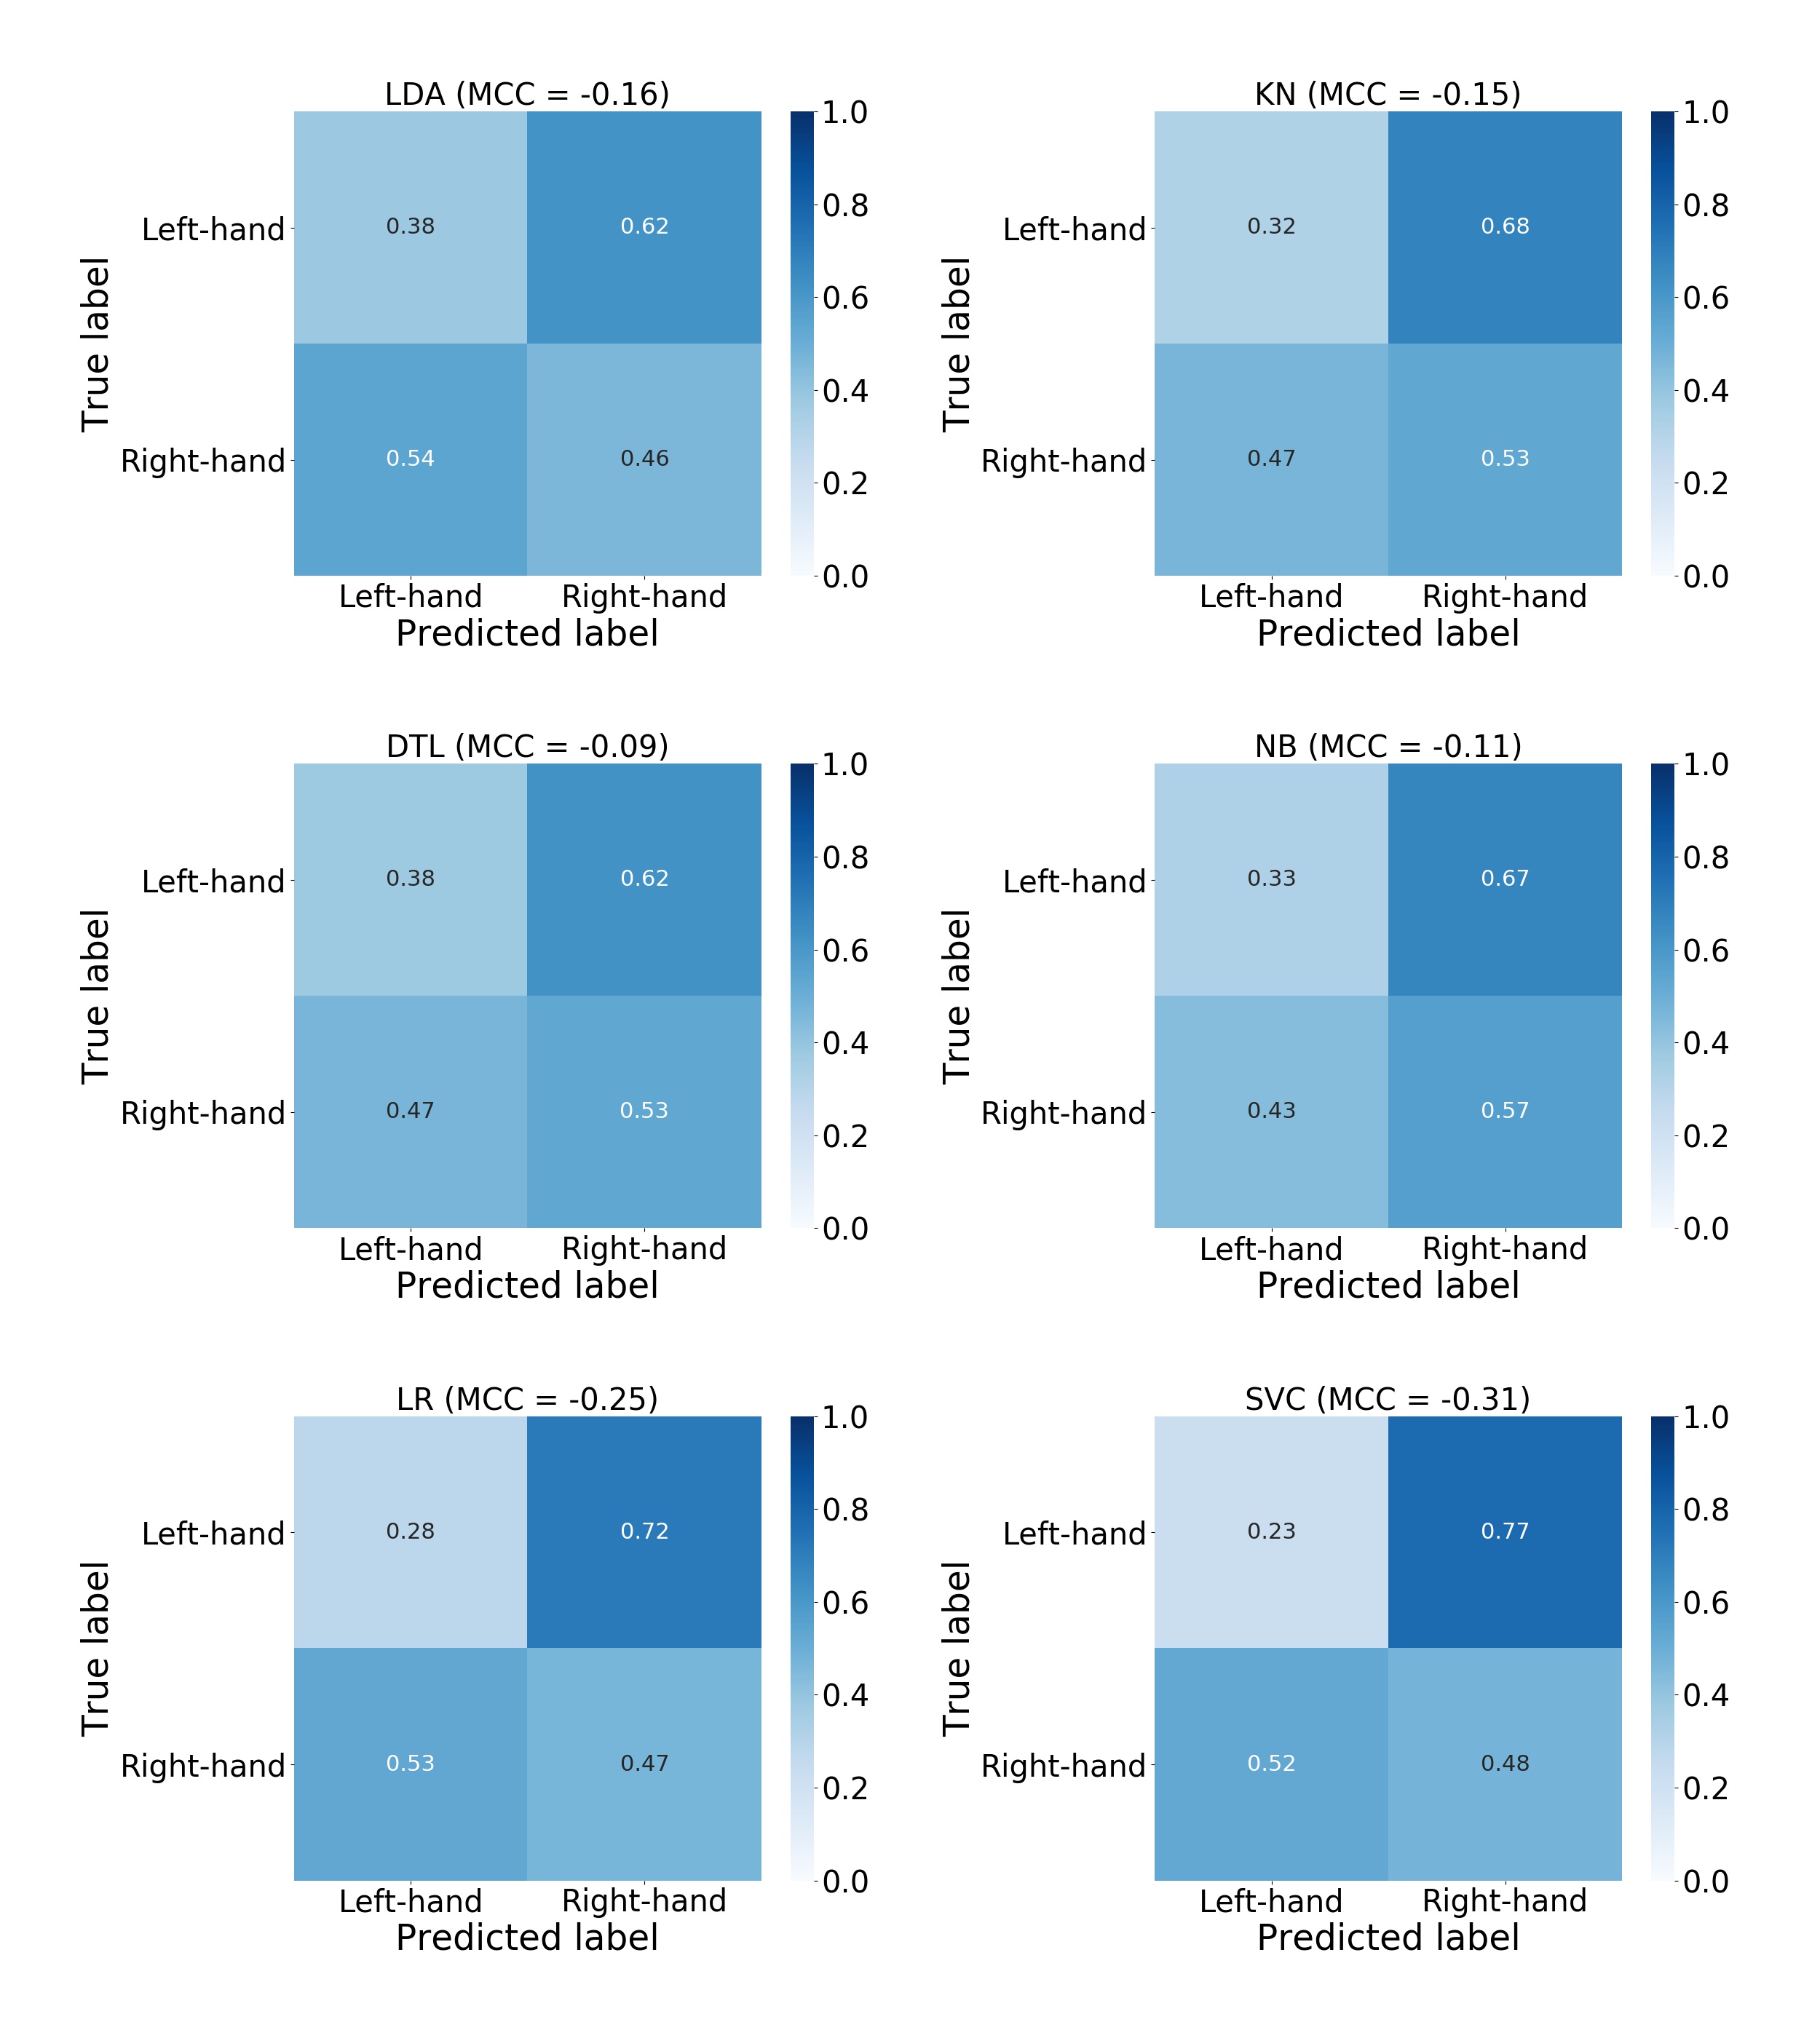 LDA (MCC = -0.16)
True label
Left-hand
0.38
0.62
Right-hand
0.54
0.46
Left-hand
Right-hand
Predicted label
1.0
0.8
0.6
0.4
0.2
0.0
KN (MCC = -0.15)
True label
Left-hand
0.32
0.68
Right-hand
0.47
0.53
Left-hand
Right-hand
Predicted label
1.0
0.8
0.6
0.4
0.2
0.0
DTL (MCC = -0.09)
True label
Left-hand
0.38
0.62
Right-hand
0.47
0.53
Left-hand
Right-hand
Predicted label
1.0
0.8
0.6
0.4
0.2
0.0
NB (MCC = -0.11)
True label
Left-hand
0.33
0.67
Right-hand
0.43
0.57
Left-hand
Right-hand
Predicted label
1.0
0.8
0.6
0.4
0.2
0.0
LR (MCC = -0.25)
True label
Left-hand
0.28
0.72
Right-hand
0.53
0.47
Left-hand
Right-hand
Predicted label
1.0
0.8
0.6
0.4
0.2
0.0
SVC (MCC = -0.31)
True label
Left-hand
0.23
0.77
Right-hand
0.52
0.48
Left-hand
Right-hand
Predicted label
1.0
0.8
0.6
0.4
0.2
0.0